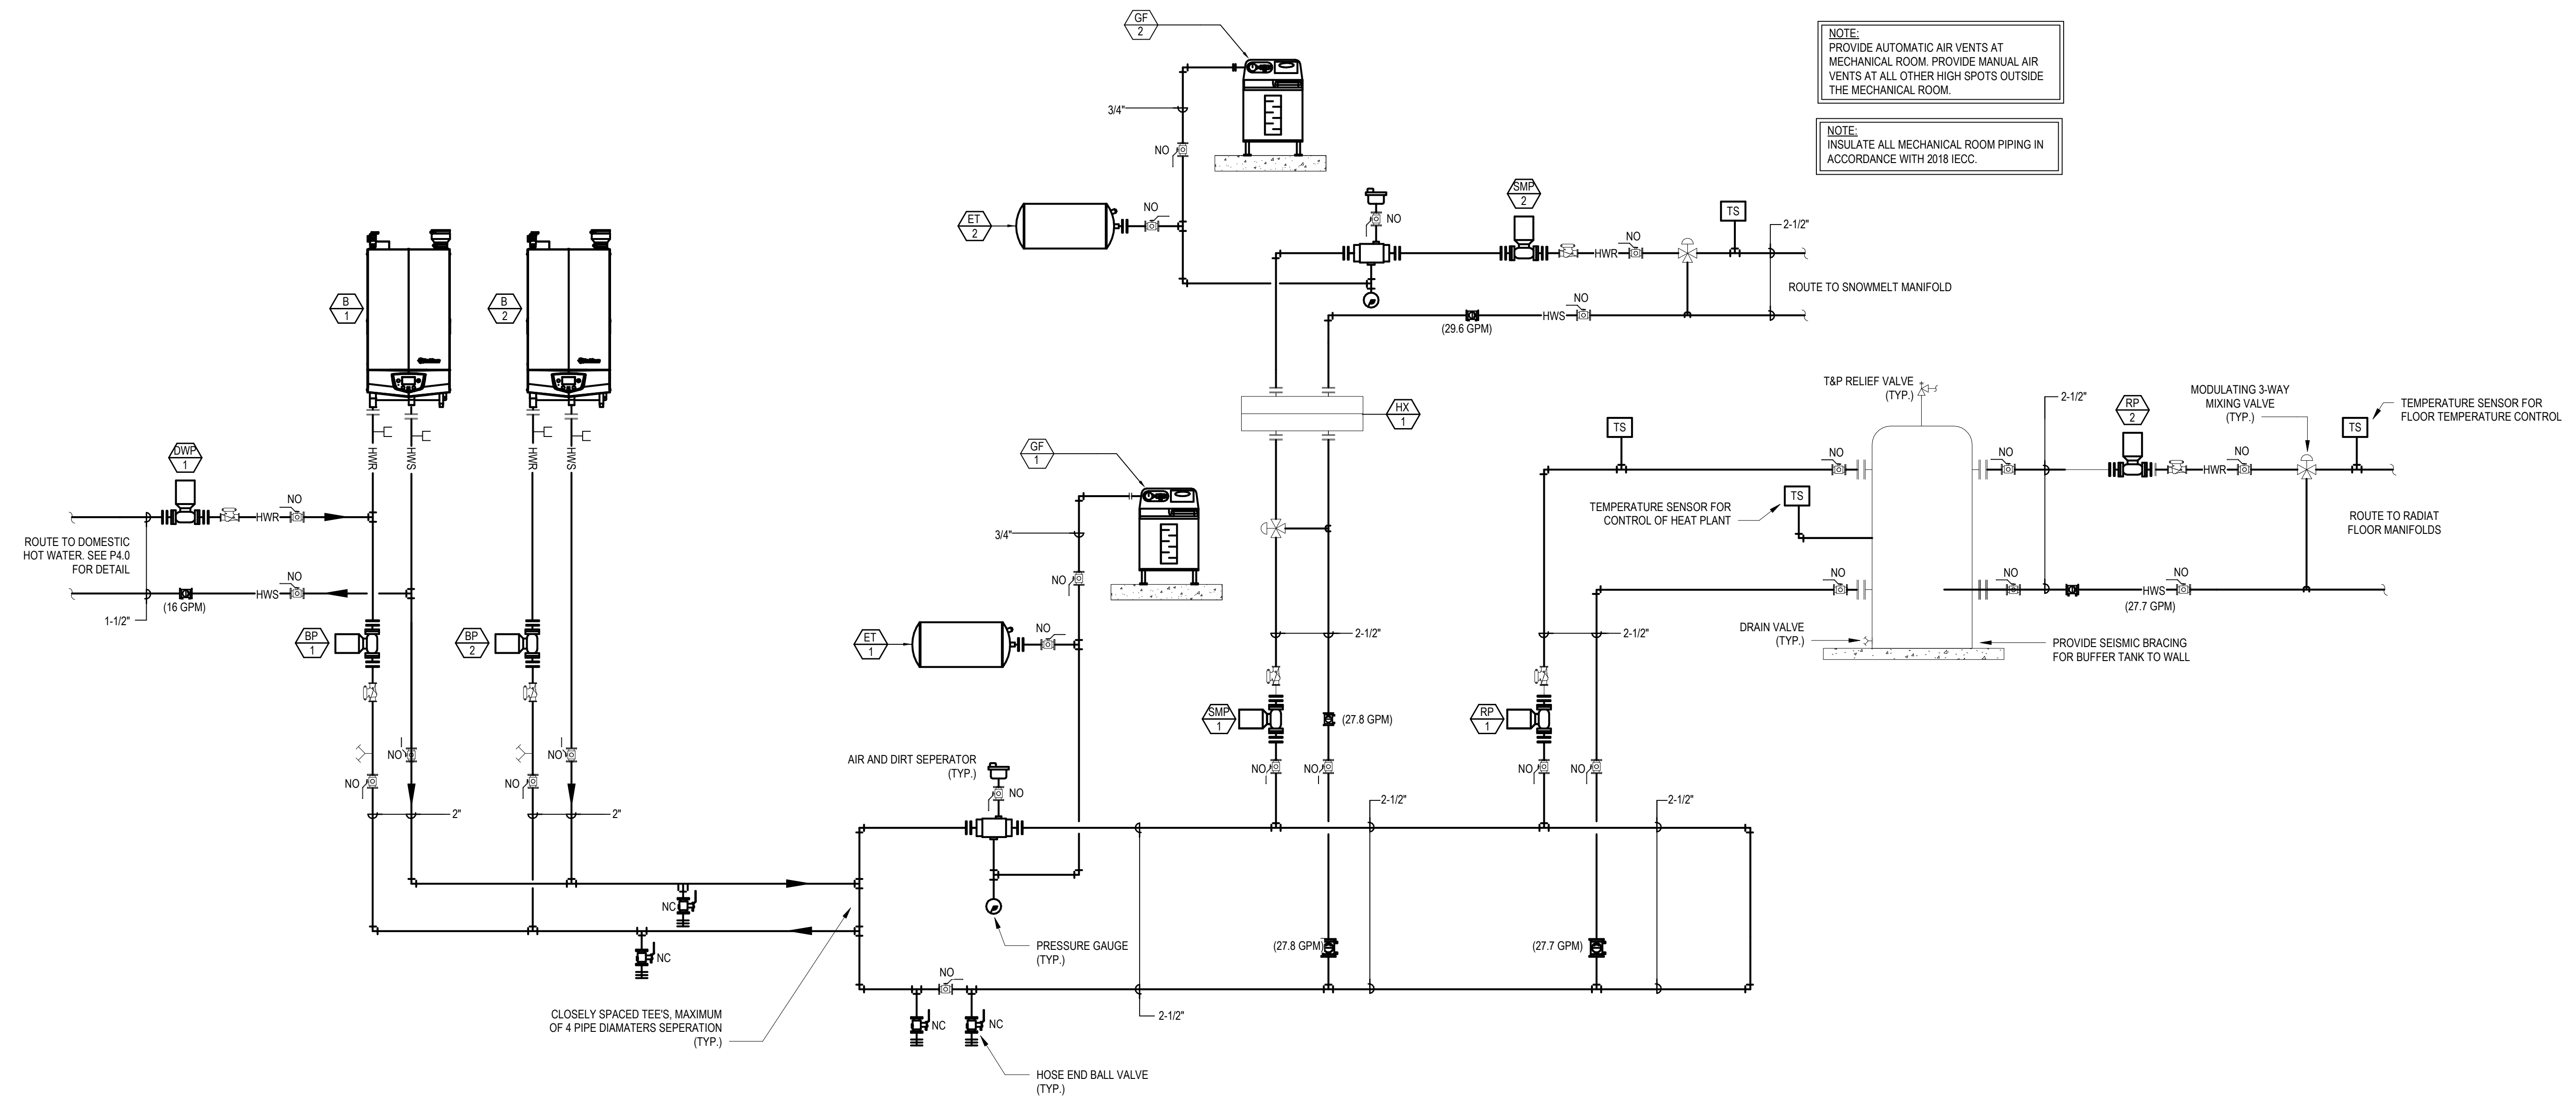 GF
2
NOTE:
PROVIDE AUTOMATIC AIR VENTS AT
MECHANICAL ROOM. PROVIDE MANUAL AIR
VENTS AT ALL OTHER HIGH SPOTS OUTSIDE
THE MECHANICAL ROOM.
NOTE:
INSULATE ALL MECHANICAL ROOM PIPING IN
ACCORDANCE WITH 2018 IECC.
3/4"
NO
ET
2
NO
NO
SMP
2
HWR
NO
TS
2-1/2"
ROUTE TO SNOWMELT MANIFOLD
(29.6 GPM)
HWS
NO
B
1
B
2
HWR
HWS
HWR
HWS
DWP
1
HWR
NO
ROUTE TO DOMESTIC
HOT WATER. SEE P4.0
FOR DETAIL
(16 GPM)
HWS
NO
1-1/2"
BP
1
BP
2
NO
NO
NO
NO
2"
2"
HX
1
GF
1
3/4"
NO
ET
1
NO
2-1/2"
SMP
1
(27.8 GPM)
NO
NO
TS
T&P RELIEF VALVE
(TYP.)
2-1/2"
RP
2
MODULATING 3-WAY
MIXING VALVE
(TYP.)
TS
TEMPERATURE SENSOR FOR
FLOOR TEMPERATURE CONTROL
NO
NO
HWR
NO
TEMPERATURE SENSOR FOR
CONTROL OF HEAT PLANT
TS
ROUTE TO RADIAT
FLOOR MANIFOLDS
NO
NO
HWS
NO
(27.7 GPM)
DRAIN VALVE
(TYP.)
PROVIDE SEISMIC BRACING
FOR BUFFER TANK TO WALL
2-1/2"
RP
1
NO
NO
AIR AND DIRT SEPERATOR
(TYP.)
NO
2-1/2"
2-1/2"
NC
NC
PRESSURE GAUGE
(TYP.)
(27.8 GPM)
(27.7 GPM)
NO
CLOSELY SPACED TEE'S, MAXIMUM
OF 4 PIPE DIAMATERS SEPERATION
(TYP.)
NC
NC
2-1/2"
HOSE END BALL VALVE
(TYP.)